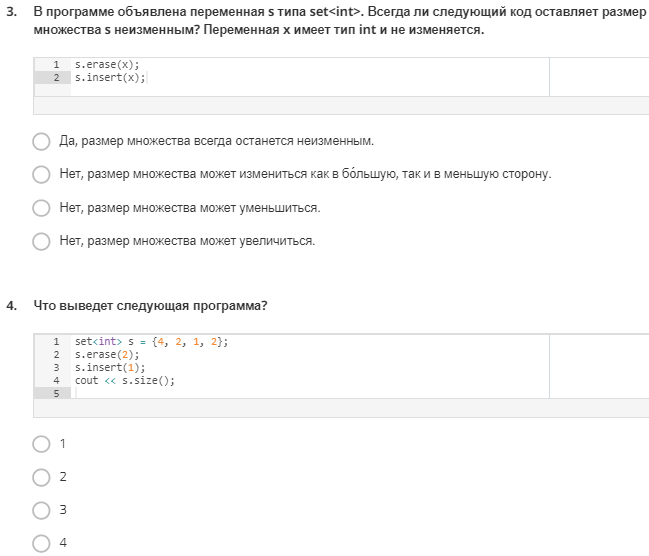 3. В программе объявлена переменная s типа set<int>. Всегда ли следующий код оставляет размер
множества s неизменным? Переменная x имеет тип int и не изменяется.
1 s.erase(x);
2 s.insert(x);
Да, размер множества всегда останется неизменным.
Нет, размер множества может измениться как в бо́льшую, так и в меньшую сторону.
Нет, размер множества может уменьшиться.
Нет, размер множества может увеличиться.
4. Что выведет следующая программа?
1 set<int> s = {4, 2, 1, 2};
2 s.erase(2);
3 s.insert(1);
4 cout << s.size();
5
1
2
3
4